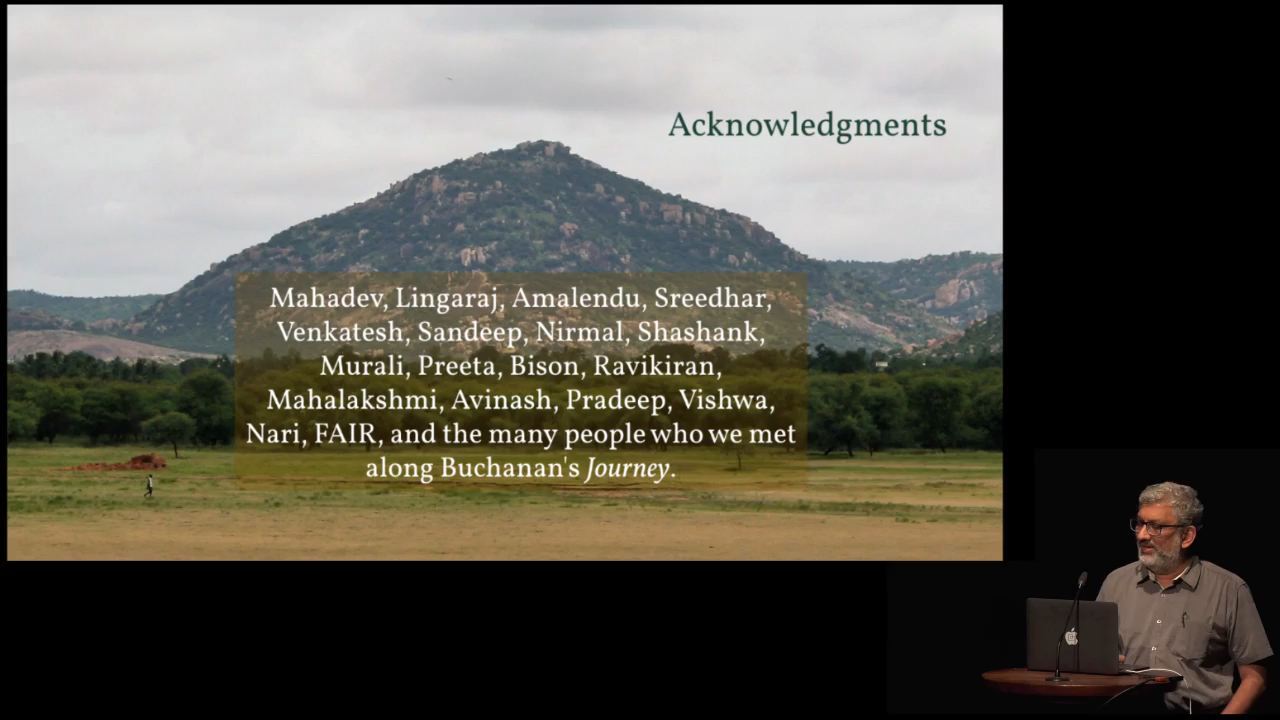 Acknowledgments
Mahadev, Lingaraj, Amalendu, Sreedhar,
Venkatesh, Sandeep, Nirmal, Shashank,
Murali, Preeta, Bison, Ravikiran,
Mahalakshmi, Avinash, Pradeep, Vishwa,
Nari, FAIR, and the many people who we met
along Buchanan's Journey.